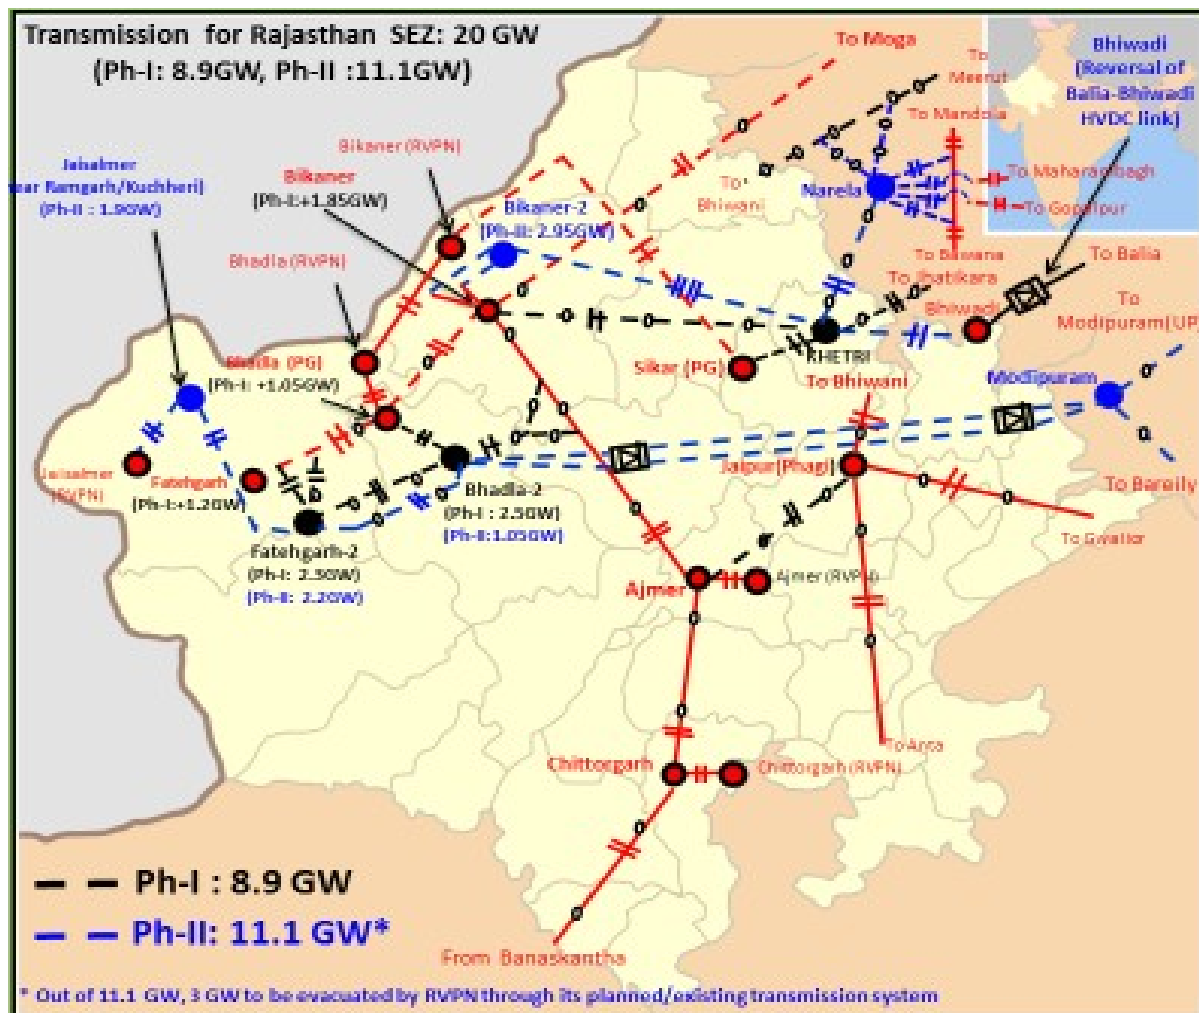 Transmission for Rajasthan SEZ: 20 GW
(Ph-I: 8.9GW, Ph-II :11.1GW)
To Moga
To
Meerut
Bhiwadi
(Reversal of
Balia-Bhiwadi
HVDC link)
To Mandola
Bikaner (RVPN)
Jaisalmer
Ramgarh/Kuchheri)
(Ph-II : 1.9GW)
Bikaner
(Ph-I:+1.85GW)
To
Bhiwani
Narela
To Maharanibagh
To Gopalpur
Bikaner-2
2.95GW)
Bhadla (RVPN)
To Bawana
To Jhatikara
To Balia
Bhiwadi
To
Modipuram(UP
KHETRI
Bhadla (PG)
(Ph-I: +1.05GW)
Sikar (PG)
To Bhiwani
Modipuram
Jaisalmer
(RVPN)
Fatehgarh
(Ph-I:+1.2GW)
Jaipur(Phagi)
To Bareily
Bhadla-2
(Ph-I : 2.5GW)
(Ph-II:1.05GW)
To Gwalior
Fatehgarh-2
(Ph-I: 2.3GW)
(Ph-II: 2.2GW)
Ajmer
Ajmer (RVPN)
To Anta
Chittorgarh
Chittorgarh (RVPN)
Ph-I : 8.9 GW
Ph-II: 11.1 GW*
From Banaskantha
* Out of 11.1 GW, 3 GW to be evacuated by RVPN through its planned/existing transmission system